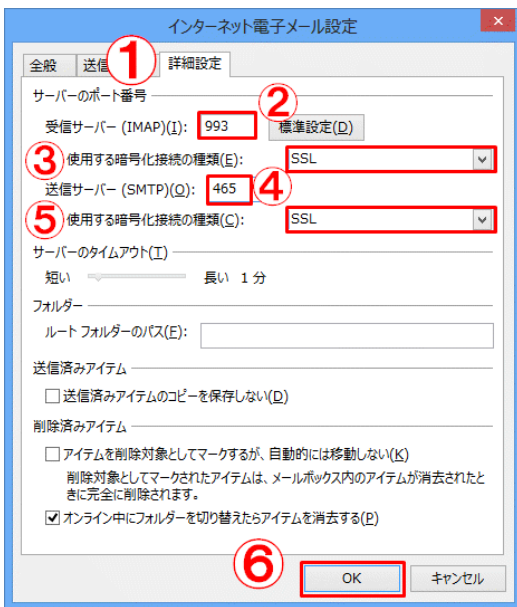 インターネット電子メール設定
全般 送信 ① 詳細設定
サーバーのポート番号
受信サーバー (IMAP)(I): 993 ② 標準設定(D)
③ 使用する暗号化接続の種類(E): SSL
送信サーバー (SMTP)(O): 465 ④
⑤ 使用する暗号化接続の種類(C): SSL
サーバーのタイムアウト(T)
短い 長い 1 分
フォルダー
ルート フォルダーのパス(F):
送信済みアイテム
送信済みアイテムのコピーを保存しない(D)
削除済みアイテム
アイテムを削除対象としてマークするが、自動的には移動しない(K)
削除対象としてマークされたアイテムは、メールボックス内のアイテムが消去されたと
きに完全に削除されます。
オンライン中にフォルダーを切り替えたらアイテムを消去する(P)
⑥ OK キャンセル